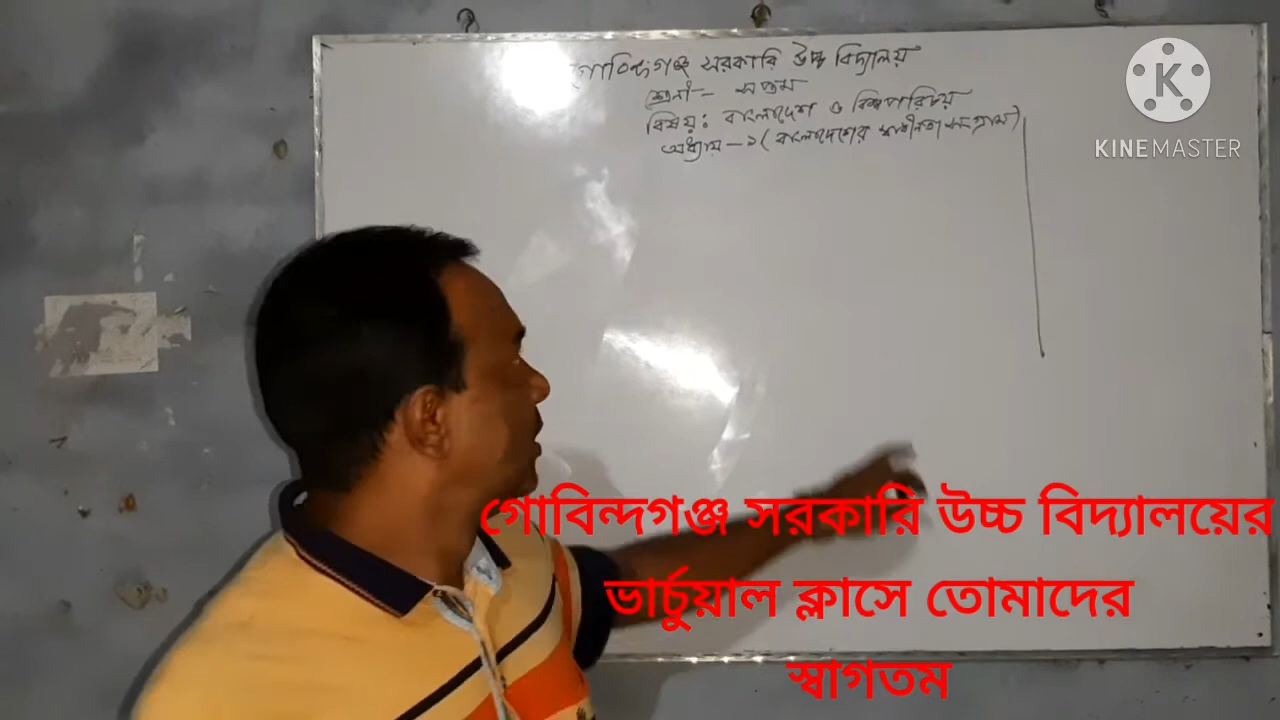 গোবিন্দগঞ্জ সরকারি উচ্চ বিদ্যালয়
শ্রেণী - সপ্তম
বিষয়: বাংলাদেশ ও বিশ্বপরিচয়
অধ্যায় - ১ (বাংলাদেশের স্বাধীনতা সংগ্রাম)
KINEMASTER
গোবিন্দগঞ্জ সরকারি উচ্চ বিদ্যালয়ের
ভার্চুয়াল ক্লাসে তোমাদের
স্বাগতম